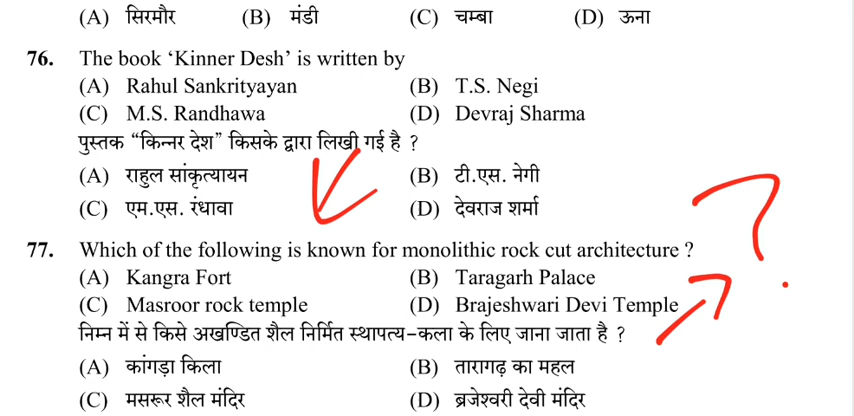 (A) सिरमौर (B) मंडी (C) चम्बा (D) ऊना
76. The book ‘Kinner Desh’ is written by
(A) Rahul Sankrityayan (B) T.S. Negi
(C) M.S. Randhawa (D) Devraj Sharma
पुस्तक “किन्नर देश” किसके द्वारा लिखी गई है ?
(A) राहुल सांकृत्यायन (B) टी.एस. नेगी
(C) एम.एस. रंधावा (D) देवराज शर्मा
77. Which of the following is known for monolithic rock cut architecture ?
(A) Kangra Fort (B) Taragarh Palace
(C) Masroor rock temple (D) Brajeshwari Devi Temple
निम्न में से किसे अखण्डित शैल निर्मित स्थापत्य-कला के लिए जाना जाता है ?
(A) कांगड़ा किला (B) तारागढ़ का महल
(C) मसरूर शैल मंदिर (D) ब्रजेश्वरी देवी मंदिर
?